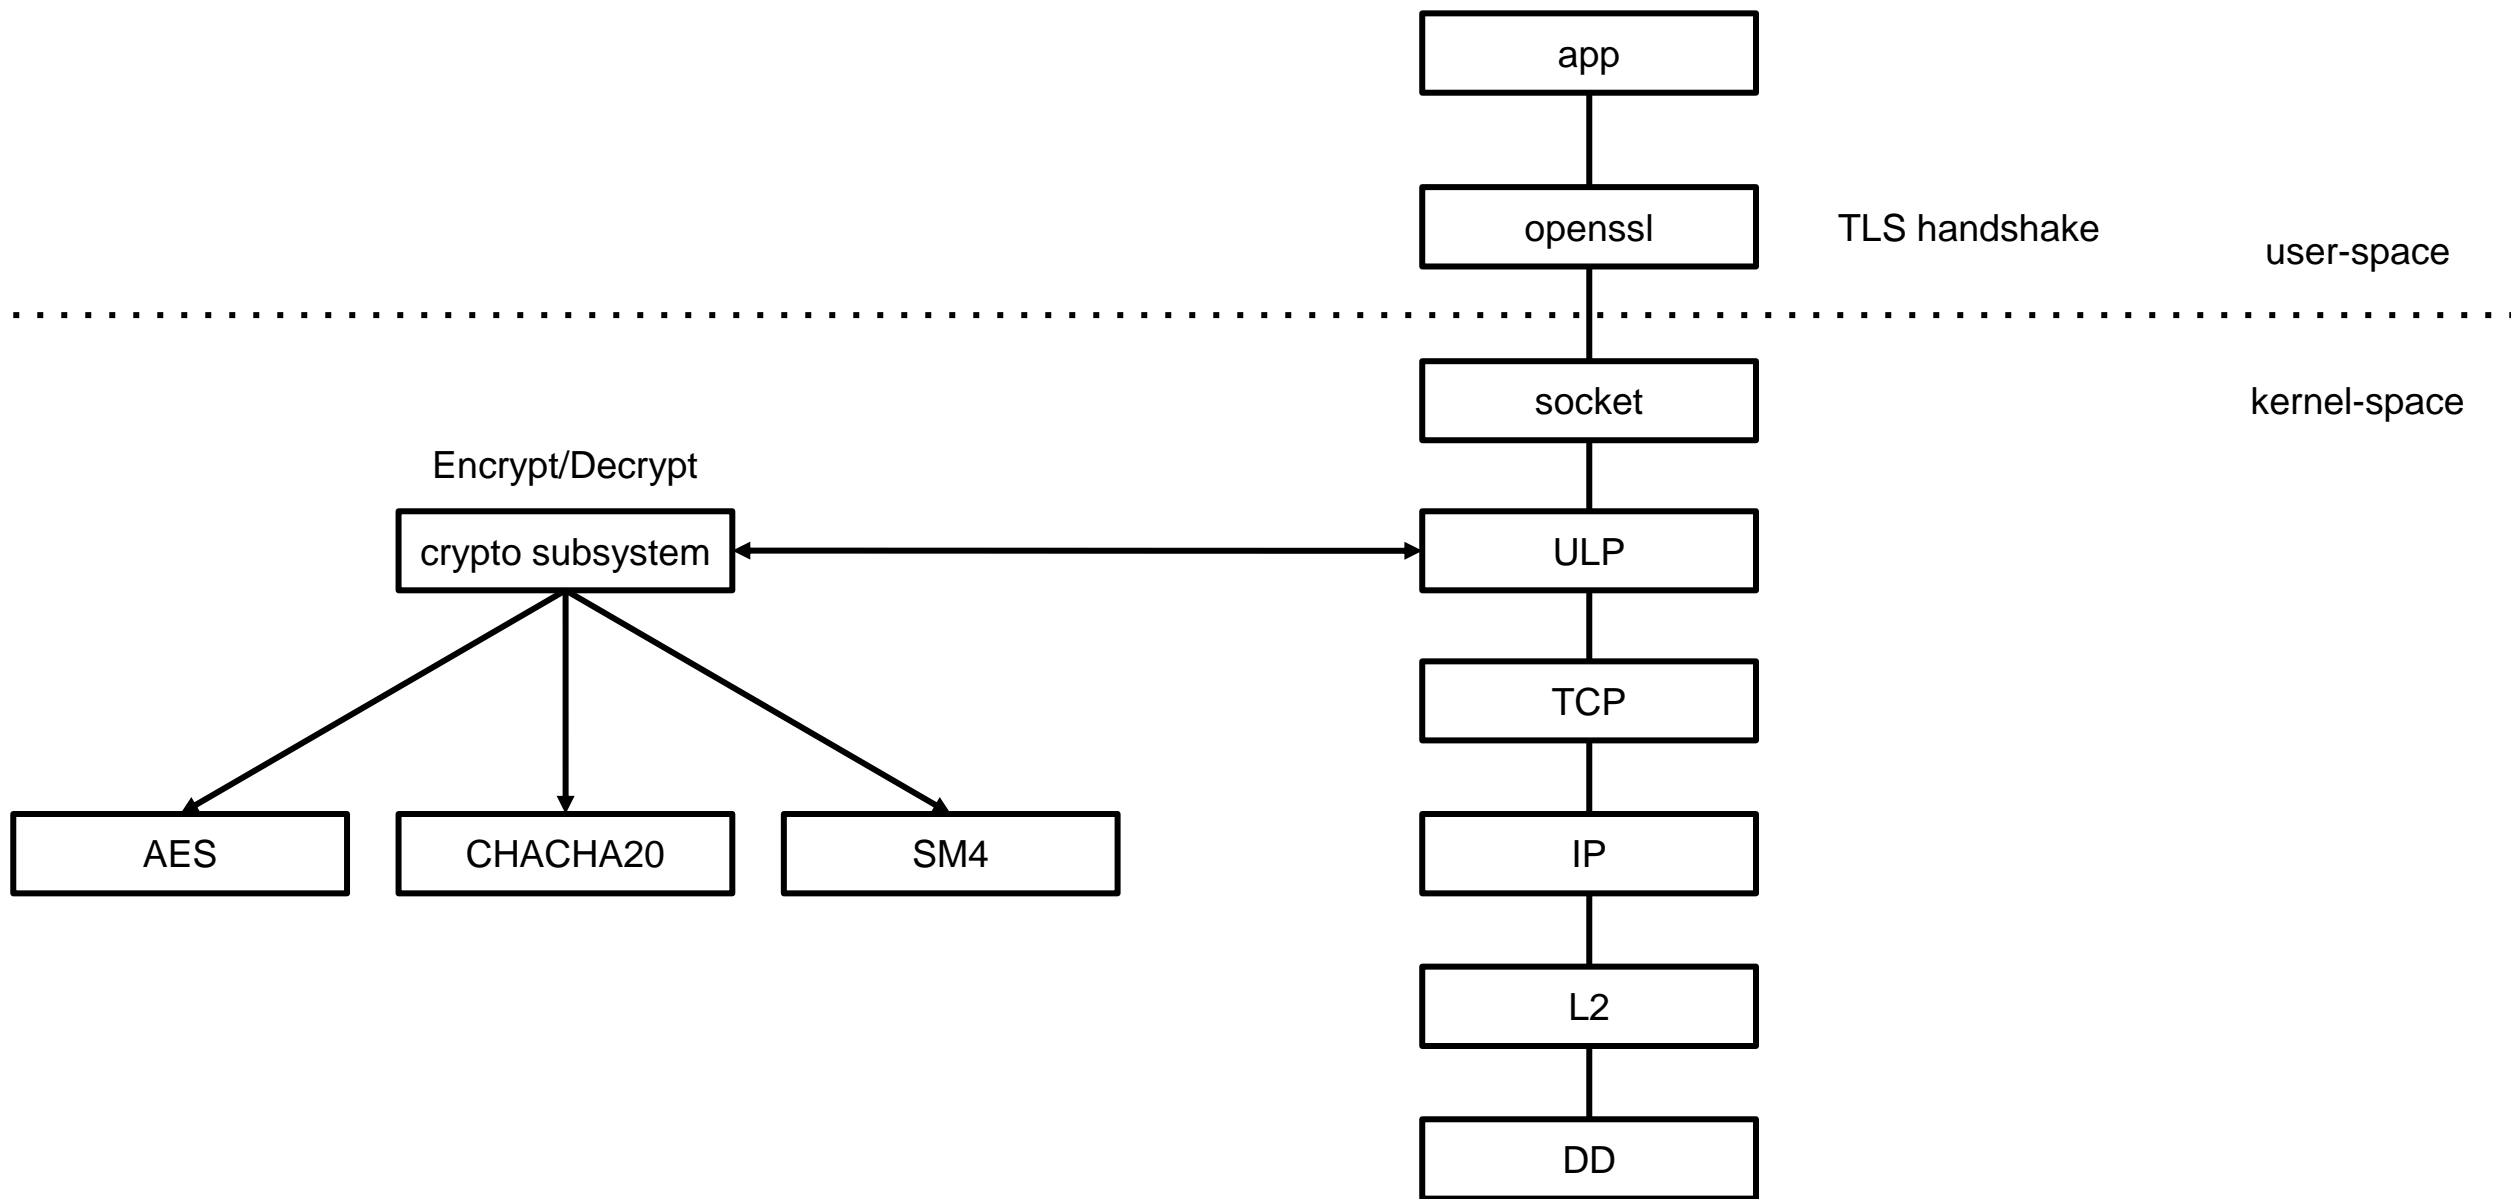 app
openssl
TLS handshake
user-space
socket
kernel-space
Encrypt/Decrypt
crypto subsystem
ULP
TCP
AES
CHACHA20
SM4
IP
L2
DD